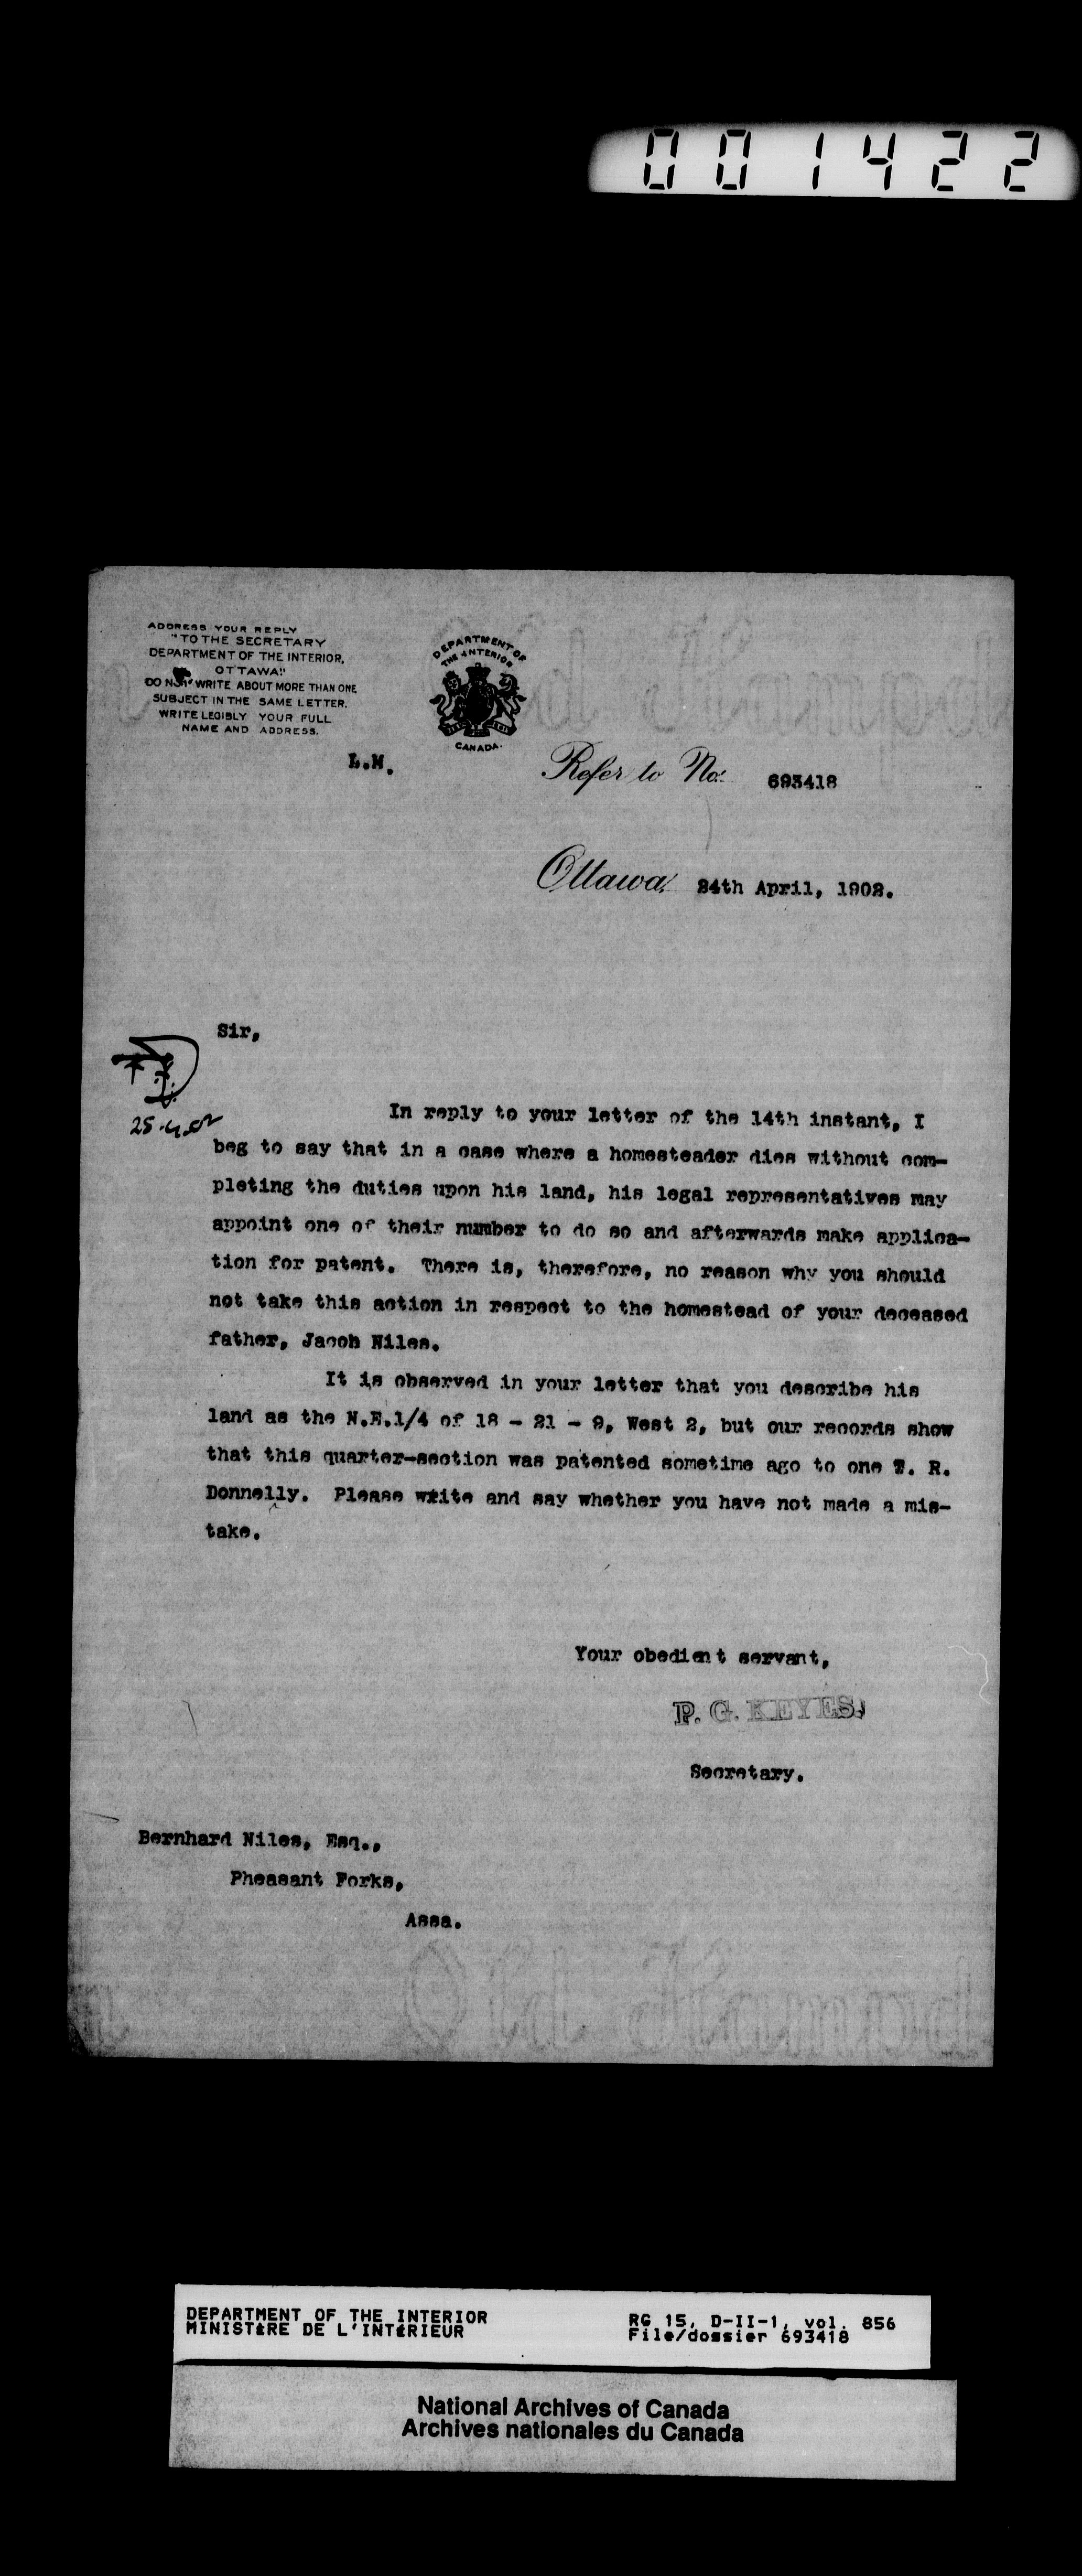 001422
ADDRESS YOUR REPLY
"TO THE SECRETARY
DEPARTMENT OF THE INTERIOR,
OTTAWA"
DO NOT WRITE ABOUT MORE THAN ONE
SUBJECT IN THE SAME LETTER.
WRITE LEGIBLY YOUR FULL
NAME AND ADDRESS.
DEPARTMENT OF
THE INTERIOR
CANADA.
L.M.
Refer to No. 693418
Ottawa, 24th April, 1902.
Sir,
25.4.02
In reply to your letter of the 14th instant, I
beg to say that in a case where a homesteader dies without com-
pleting the duties upon his land, his legal representatives may
appoint one of their number to do so and afterwards make applica-
tion for patent. There is, therefore, no reason why you should
not take this action in respect to the homestead of your deceased
father, Jacob Niles.
It is observed in your letter that you describe his
land as the N.E.1/4 of 18 - 21 - 9, West 2, but our records show
that this quarter-section was patented sometime ago to one T. R.
Donnelly. Please write and say whether you have not made a mis-
take.
Your obedient servant,
P. G. KEYES.
Secretary.
Bernhard Niles, Esq.,
Pheasant Forks,
Assa.
DEPARTMENT OF THE INTERIOR
MINISTÈRE DE L'INTÉRIEUR
RG 15, D-II-1, vol. 856
File/dossier 693418
National Archives of Canada
Archives nationales du Canada